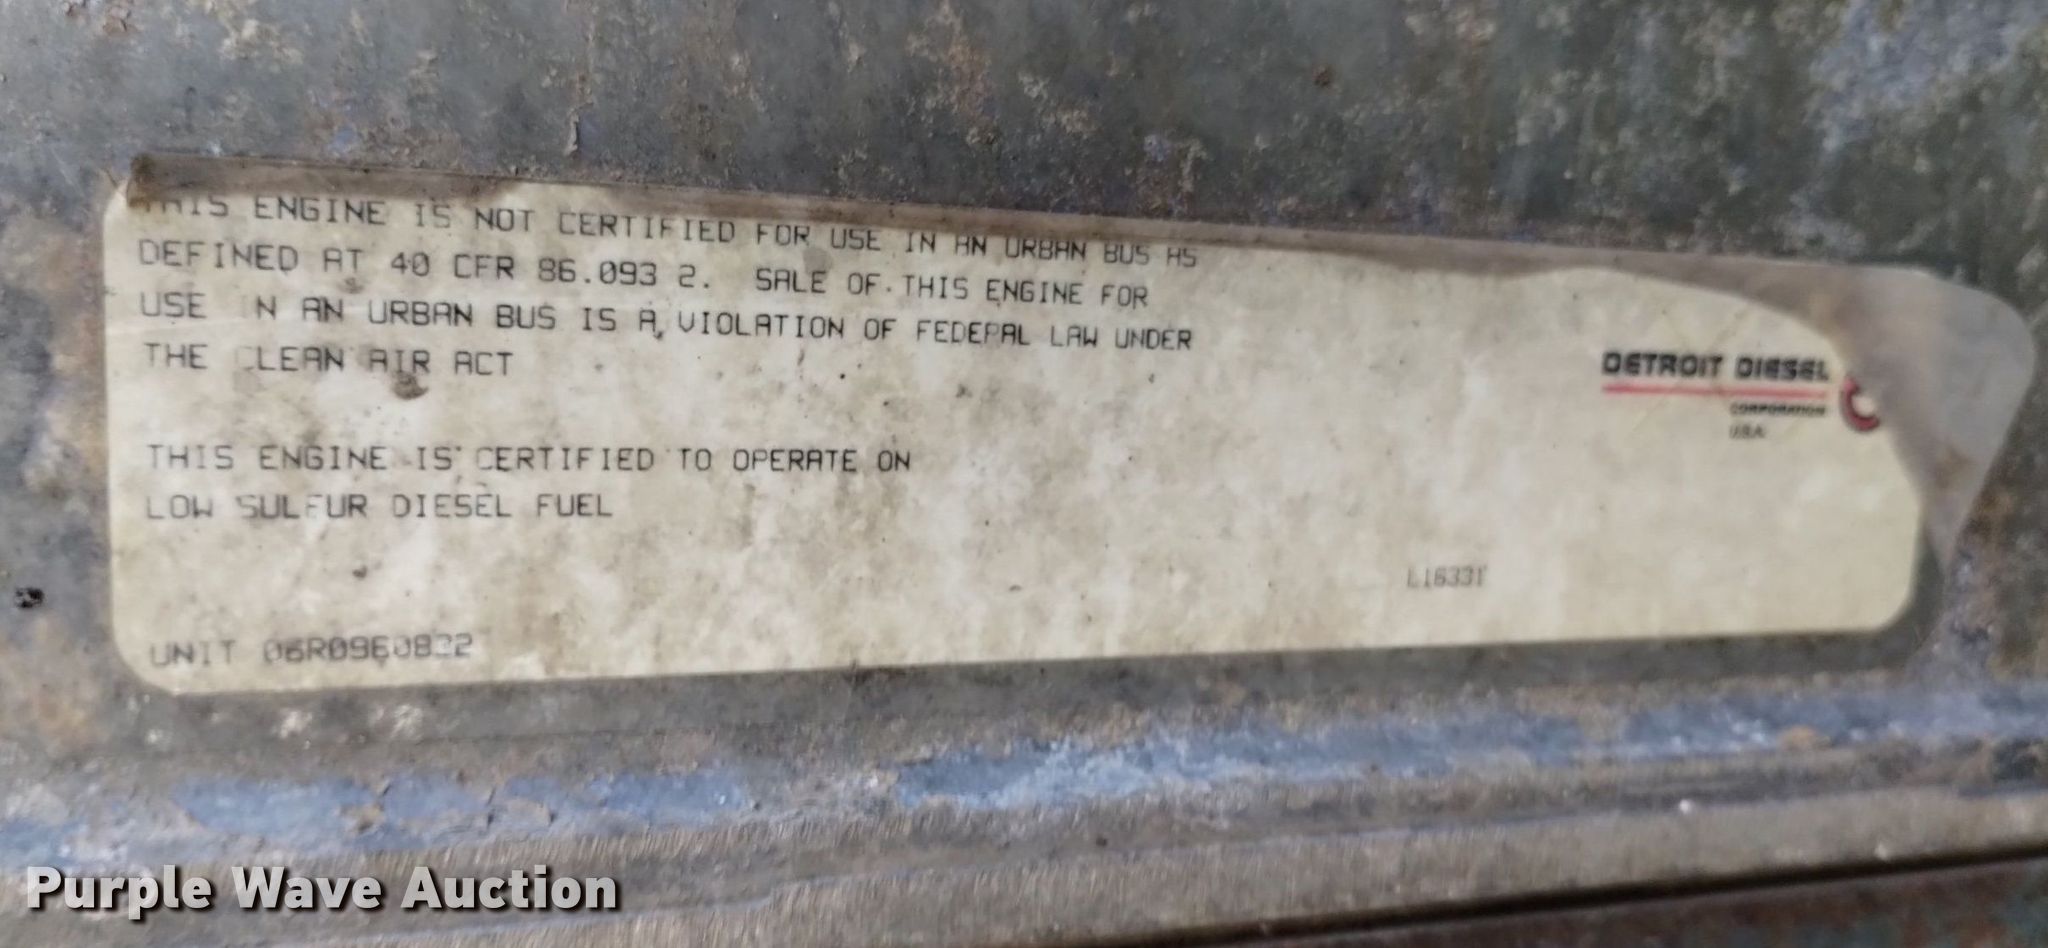 THIS ENGINE IS NOT CERTIFIED FOR USE IN AN URBAN BUS AS
DEFINED AT 40 CFR 86.093 2. SALE OF THIS ENGINE FOR
USE IN AN URBAN BUS IS A VIOLATION OF FEDERAL LAW UNDER
THE CLEAN AIR ACT
DETROIT DIESEL
CORPORATION
USA
THIS ENGINE IS CERTIFIED TO OPERATE ON
LOW SULFUR DIESEL FUEL
UNIT
Purple Wave Auction